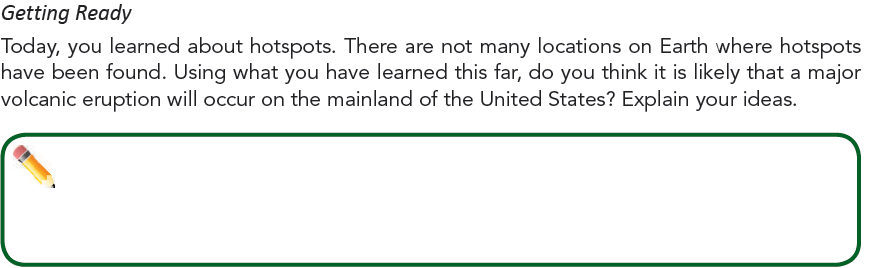 Getting Ready
Today, you learned about hotspots. There are not many locations on Earth where hotspots
have been found. Using what you have learned this far, do you think it is likely that a major
volcanic eruption will occur on the mainland of the United States? Explain your ideas.